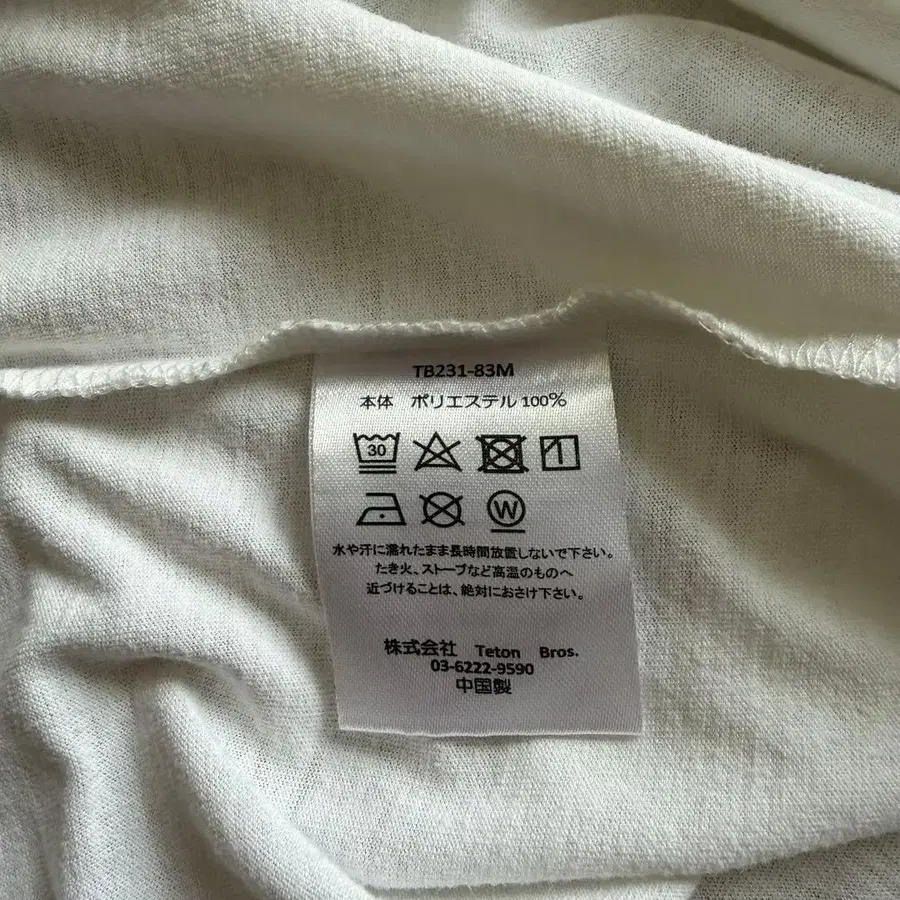 TB231-83M
本体 ポリエステル 100%
30
W
水や汗に濡れたまま長時間放置しないで下さい。
たき火、ストーブなど高温のものへ
近づけることは、絶対におさけ下さい。
株式会社 Teton Bros.
03-6222-9590
中国製